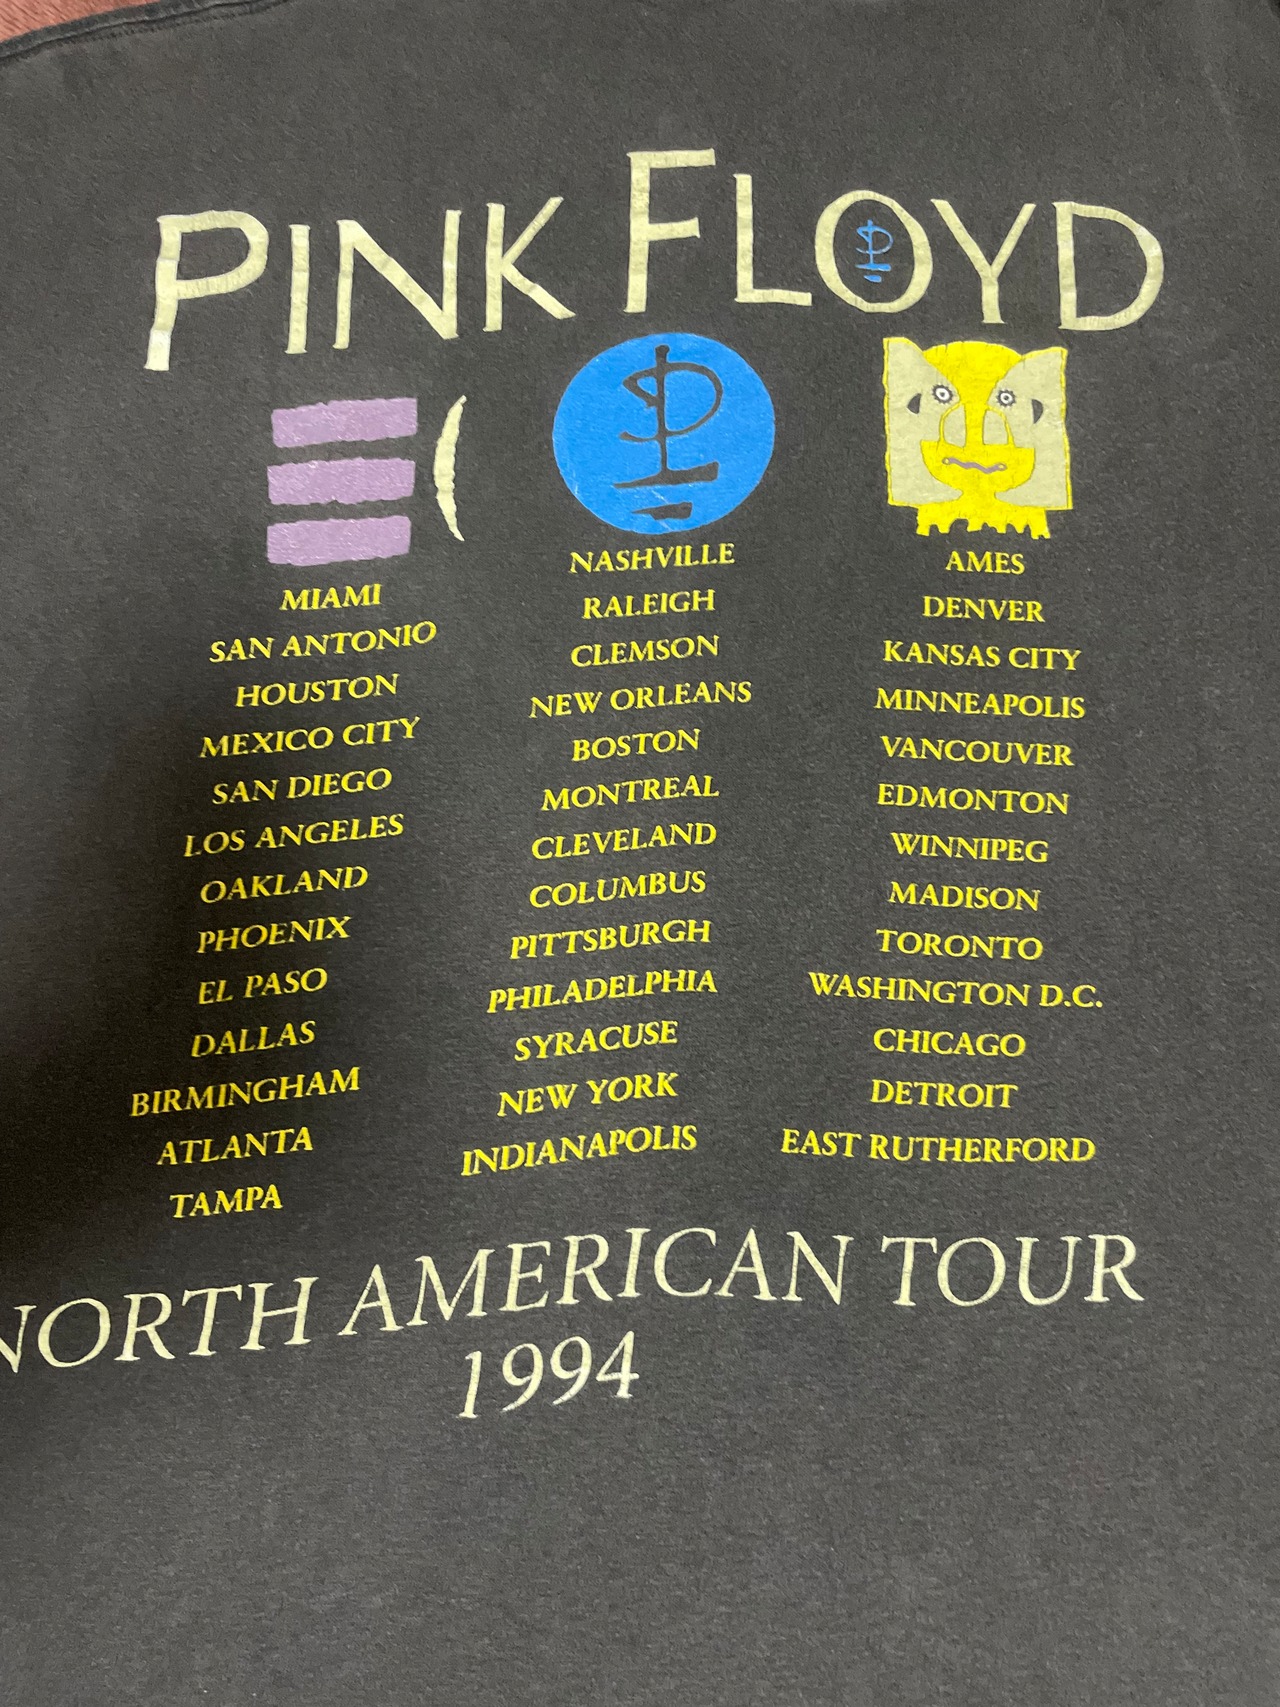 PINK FLOYD
MIAMI
SAN ANTONIO
HOUSTON
MEXICO CITY
SAN DIEGO
LOS ANGELES
OAKLAND
PHOENIX
EL PASO
DALLAS
BIRMINGHAM
ATLANTA
TAMPA
NASHVILLE
RALEIGH
CLEMSON
NEW ORLEANS
BOSTON
MONTREAL
CLEVELAND
COLUMBUS
PITTSBURGH
PHILADELPHIA
SYRACUSE
NEW YORK
INDIANAPOLIS
AMES
DENVER
KANSAS CITY
MINNEAPOLIS
VANCOUVER
EDMONTON
WINNIPEG
MADISON
TORONTO
WASHINGTON D.C.
CHICAGO
DETROIT
EAST RUTHERFORD
NORTH AMERICAN TOUR
1994